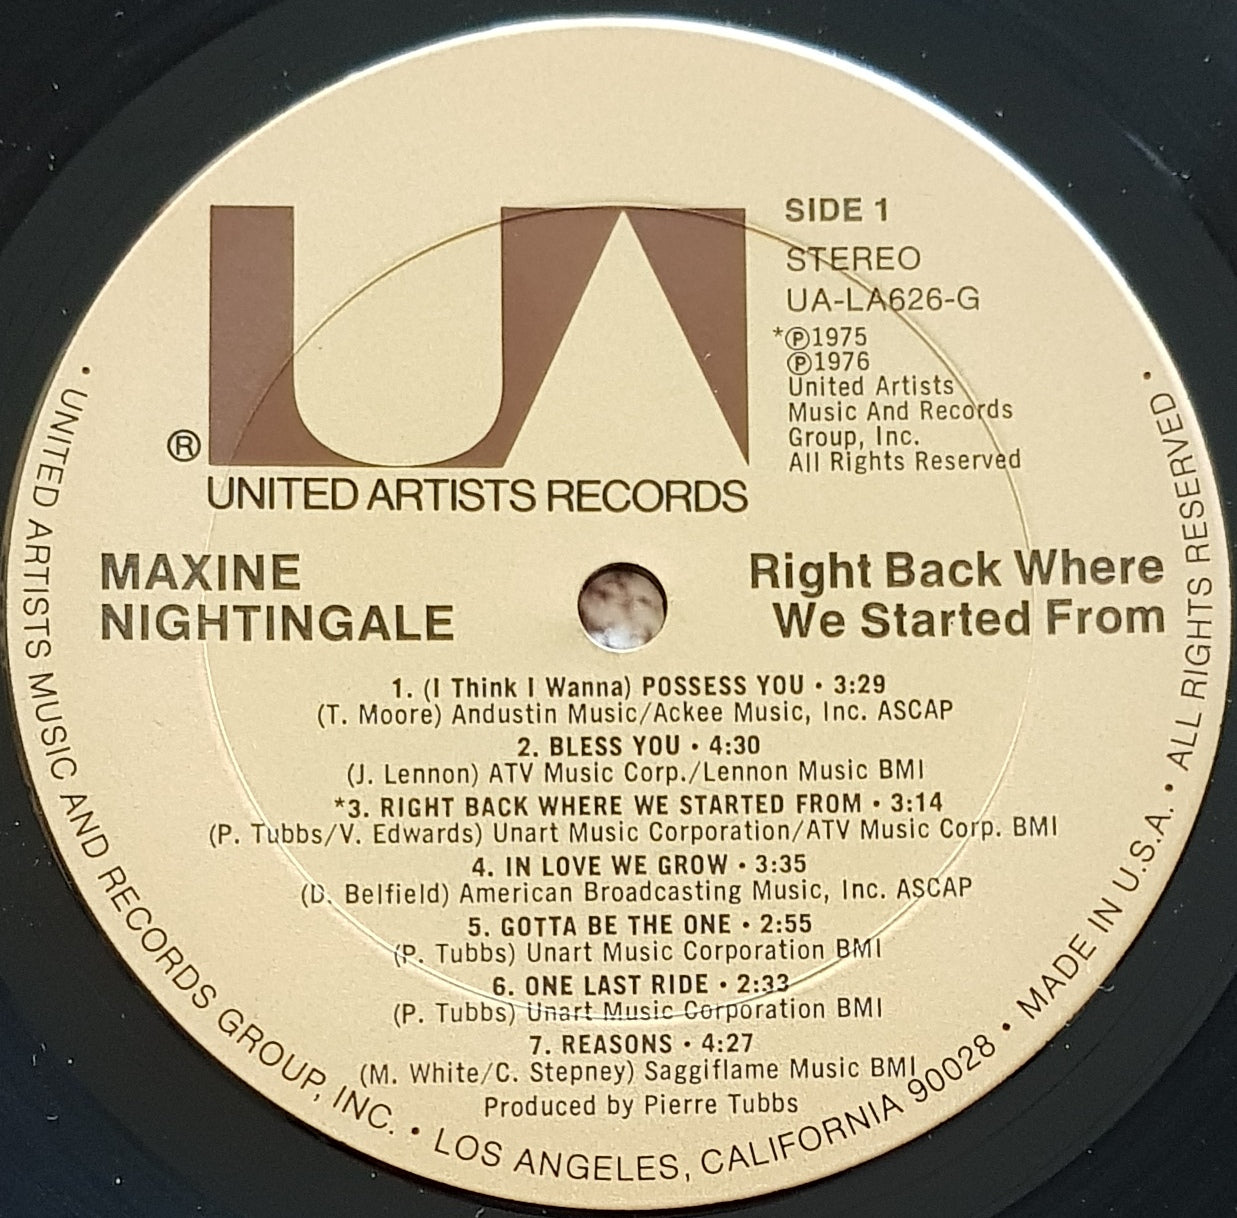 SIDE 1
STEREO
UA-LA626-G
*℗1975
℗1976
United Artists
Music And Records
Group, Inc.
All Rights Reserved
UA
®
UNITED ARTISTS RECORDS
MAXINE
NIGHTINGALE
Right Back Where
We Started From
1. (I Think I Wanna) POSSESS YOU • 3:29
(T. Moore) Andustin Music/Ackee Music, Inc. ASCAP
2. BLESS YOU • 4:30
(J. Lennon) ATV Music Corp./Lennon Music BMI
*3. RIGHT BACK WHERE WE STARTED FROM • 3:14
(P. Tubbs/V. Edwards) Unart Music Corporation/ATV Music Corp. BMI
4. IN LOVE WE GROW • 3:35
(D. Belfield) American Broadcasting Music, Inc. ASCAP
5. GOTTA BE THE ONE • 2:55
(P. Tubbs) Unart Music Corporation BMI
6. ONE LAST RIDE • 2:33
(P. Tubbs) Unart Music Corporation BMI
7. REASONS • 4:27
(M. White/C. Stepney) Saggiflame Music BMI
Produced by Pierre Tubbs
• UNITED ARTISTS MUSIC AND RECORDS GROUP, INC. • LOS ANGELES, CALIFORNIA 90028 • MADE IN U.S.A. • ALL RIGHTS RESERVED •